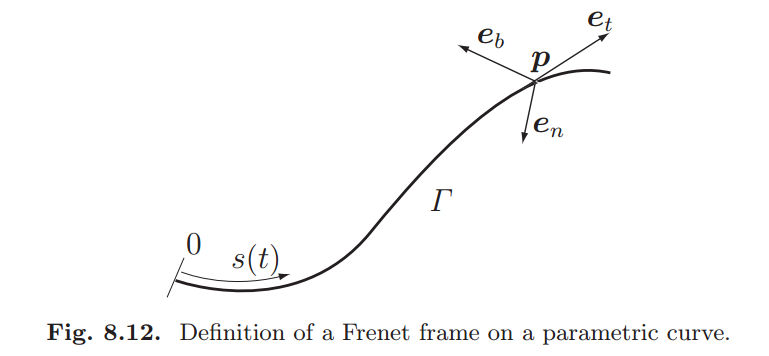 e_t
e_b
p
e_n
Γ
0
s(t)
Fig. 8.12. Definition of a Frenet frame on a parametric curve.